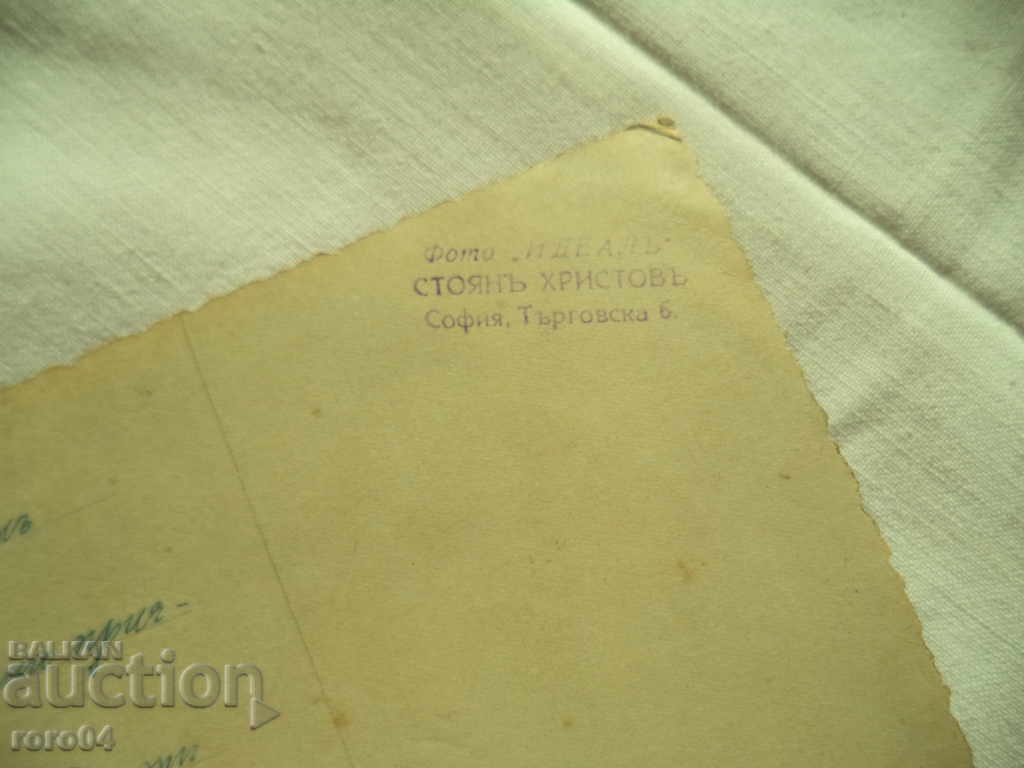 Фото „ИДЕАЛЪ“
СТОЯНЪ ХРИСТОВЪ
София, Търговска 6.
BALKAN
auction
roro04